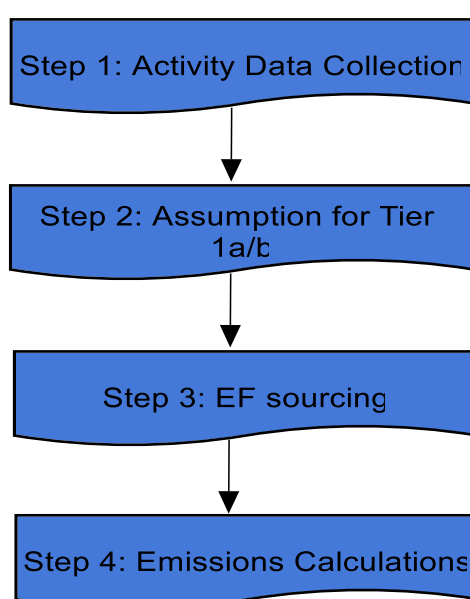 Step 1: Activity Data Collection
Step 2: Assumption for Tier
1a/b
Step 3: EF sourcing
Step 4: Emissions Calculations